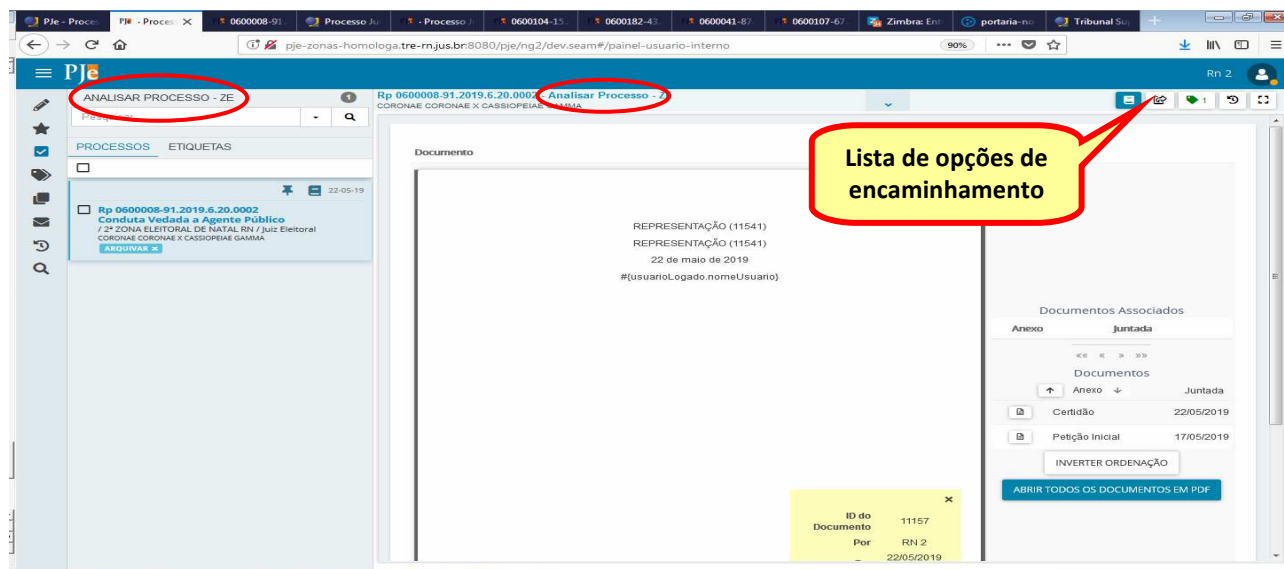 PJe - Proces
PJe - Proces
0600008-91.
Processo Ju
- Processo J
0600104-15.
0600182-43.
0600041-87
0600107-67.
Zimbra: Ent
portaria-no
Tribunal Su
pje-zonas-homologa.tre-rn.jus.br:8080/pje/ng2/dev.seam#/painel-usuario-interno
90%
PJe
Rn 2
ANALISAR PROCESSO - ZE
1
Rp 0600008-91.2019.6.20.0002 - Analisar Processo - Z
CORONAE CORONAE X CASSIOPEIAE GAMMA
1
PROCESSOS ETIQUETAS
22-05-19
Rp 0600008-91.2019.6.20.0002
Conduta Vedada a Agente Público
/ 2ª ZONA ELEITORAL DE NATAL RN / Juiz Eleitoral
CORONAE CORONAE X CASSIOPEIAE GAMMA
ARQUIVAR ×
Documento
Lista de opções de
encaminhamento
REPRESENTAÇÃO (11541)
REPRESENTAÇÃO (11541)
22 de maio de 2019
#{usuarioLogado.nomeUsuario}
Documentos Associados
Anexo Juntada
«« « » »»
Documentos
Anexo Juntada
Certidão 22/05/2019
Petição Inicial 17/05/2019
INVERTER ORDENAÇÃO
ABRIR TODOS OS DOCUMENTOS EM PDF
ID do
Documento 11157
Por RN 2
22/05/2019